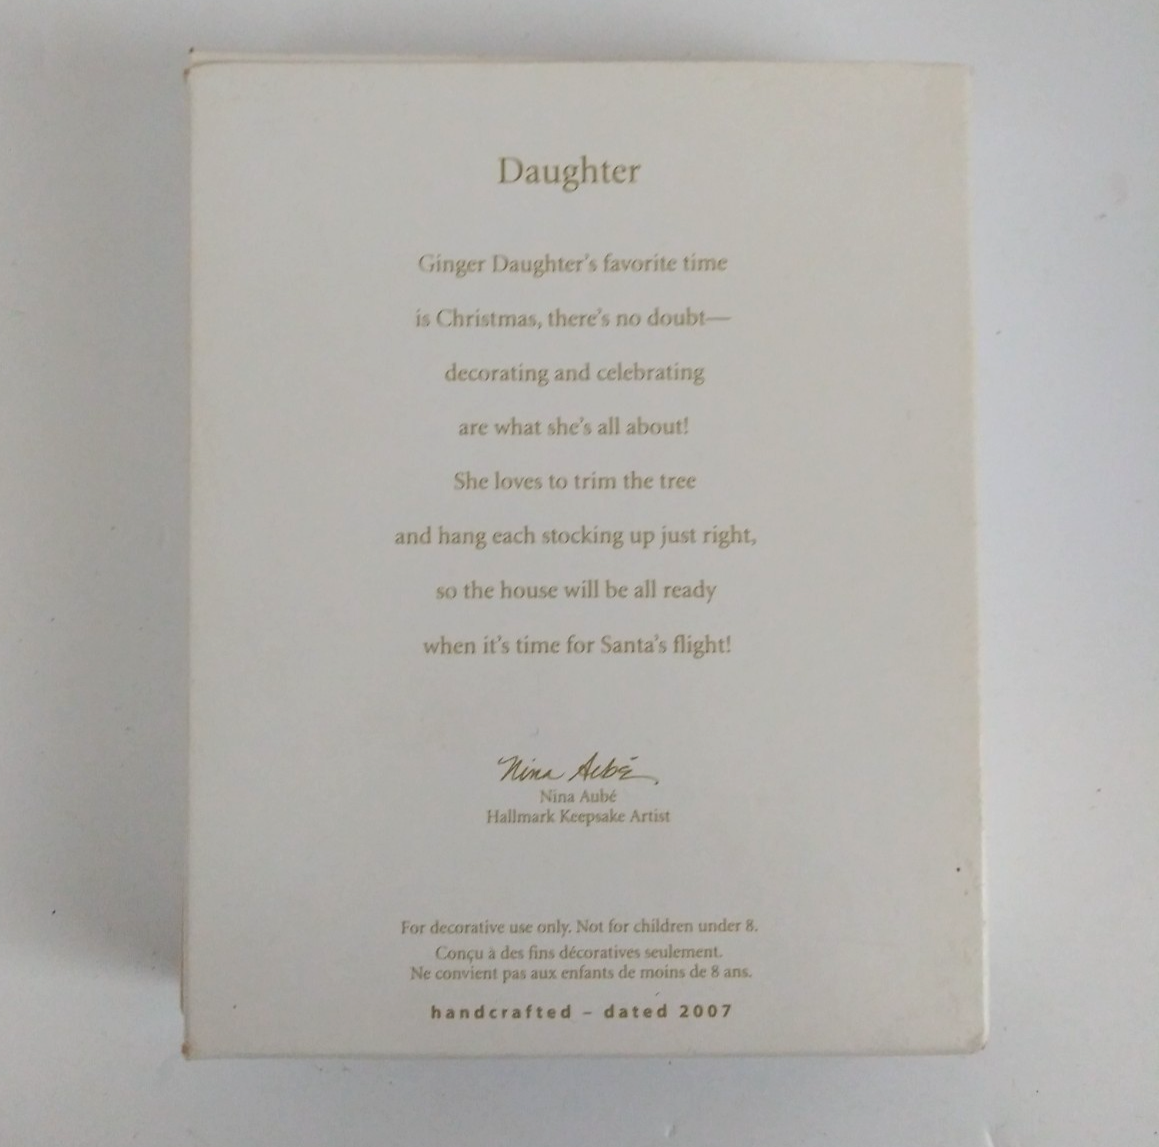 Daughter
Ginger Daughter's favorite time
is Christmas, there's no doubt—
decorating and celebrating
are what she's all about!
She loves to trim the tree
and hang each stocking up just right,
so the house will be all ready
when it's time for Santa's flight!
Nina Aubé
Nina Aubé
Hallmark Keepsake Artist
For decorative use only. Not for children under 8.
Conçu à des fins décoratives seulement.
Ne convient pas aux enfants de moins de 8 ans.
handcrafted – dated 2007